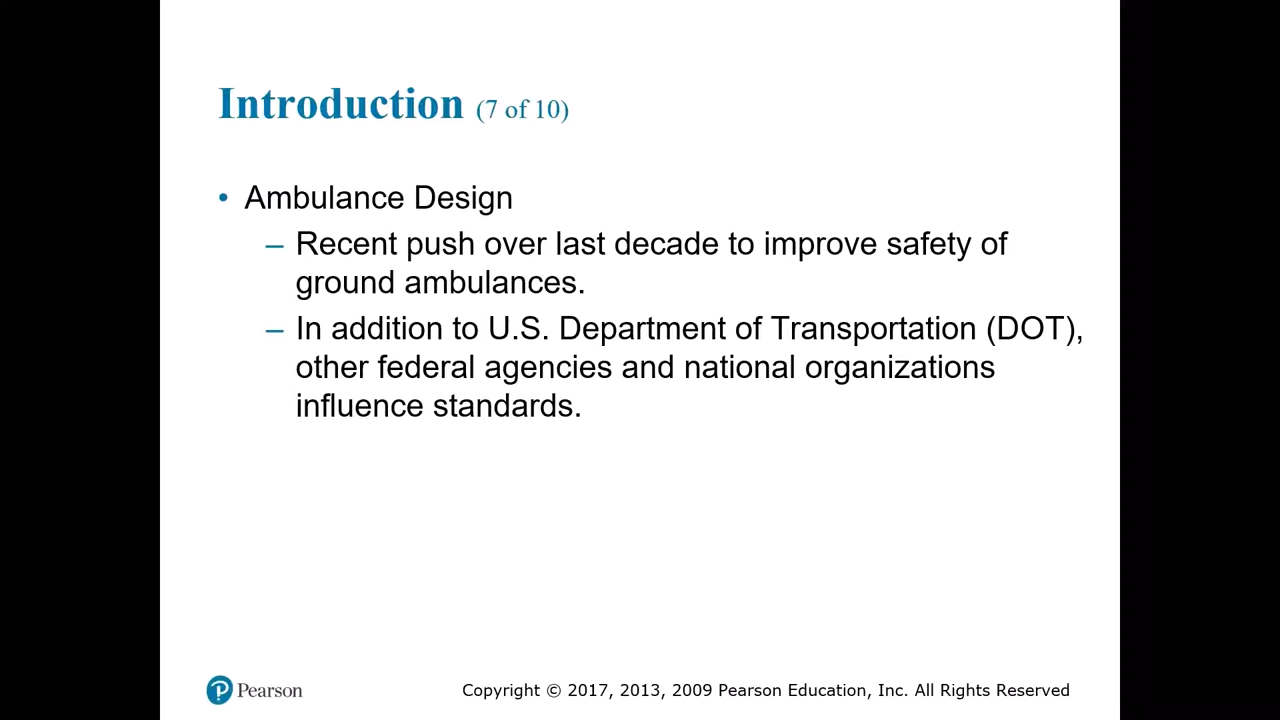 Introduction (7 of 10)
• Ambulance Design
– Recent push over last decade to improve safety of
ground ambulances.
– In addition to U.S. Department of Transportation (DOT),
other federal agencies and national organizations
influence standards.
P Pearson
Copyright © 2017, 2013, 2009 Pearson Education, Inc. All Rights Reserved